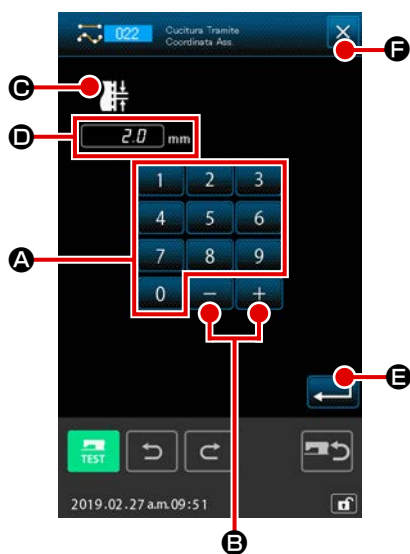 022
Cucitura Tramite
Coordinata Ass.
F
C
D
2.0 mm
1 2 3
4 5 6
A
7 8 9
0 − +
E
TEST
2019.02.27 a.m.09:51
B